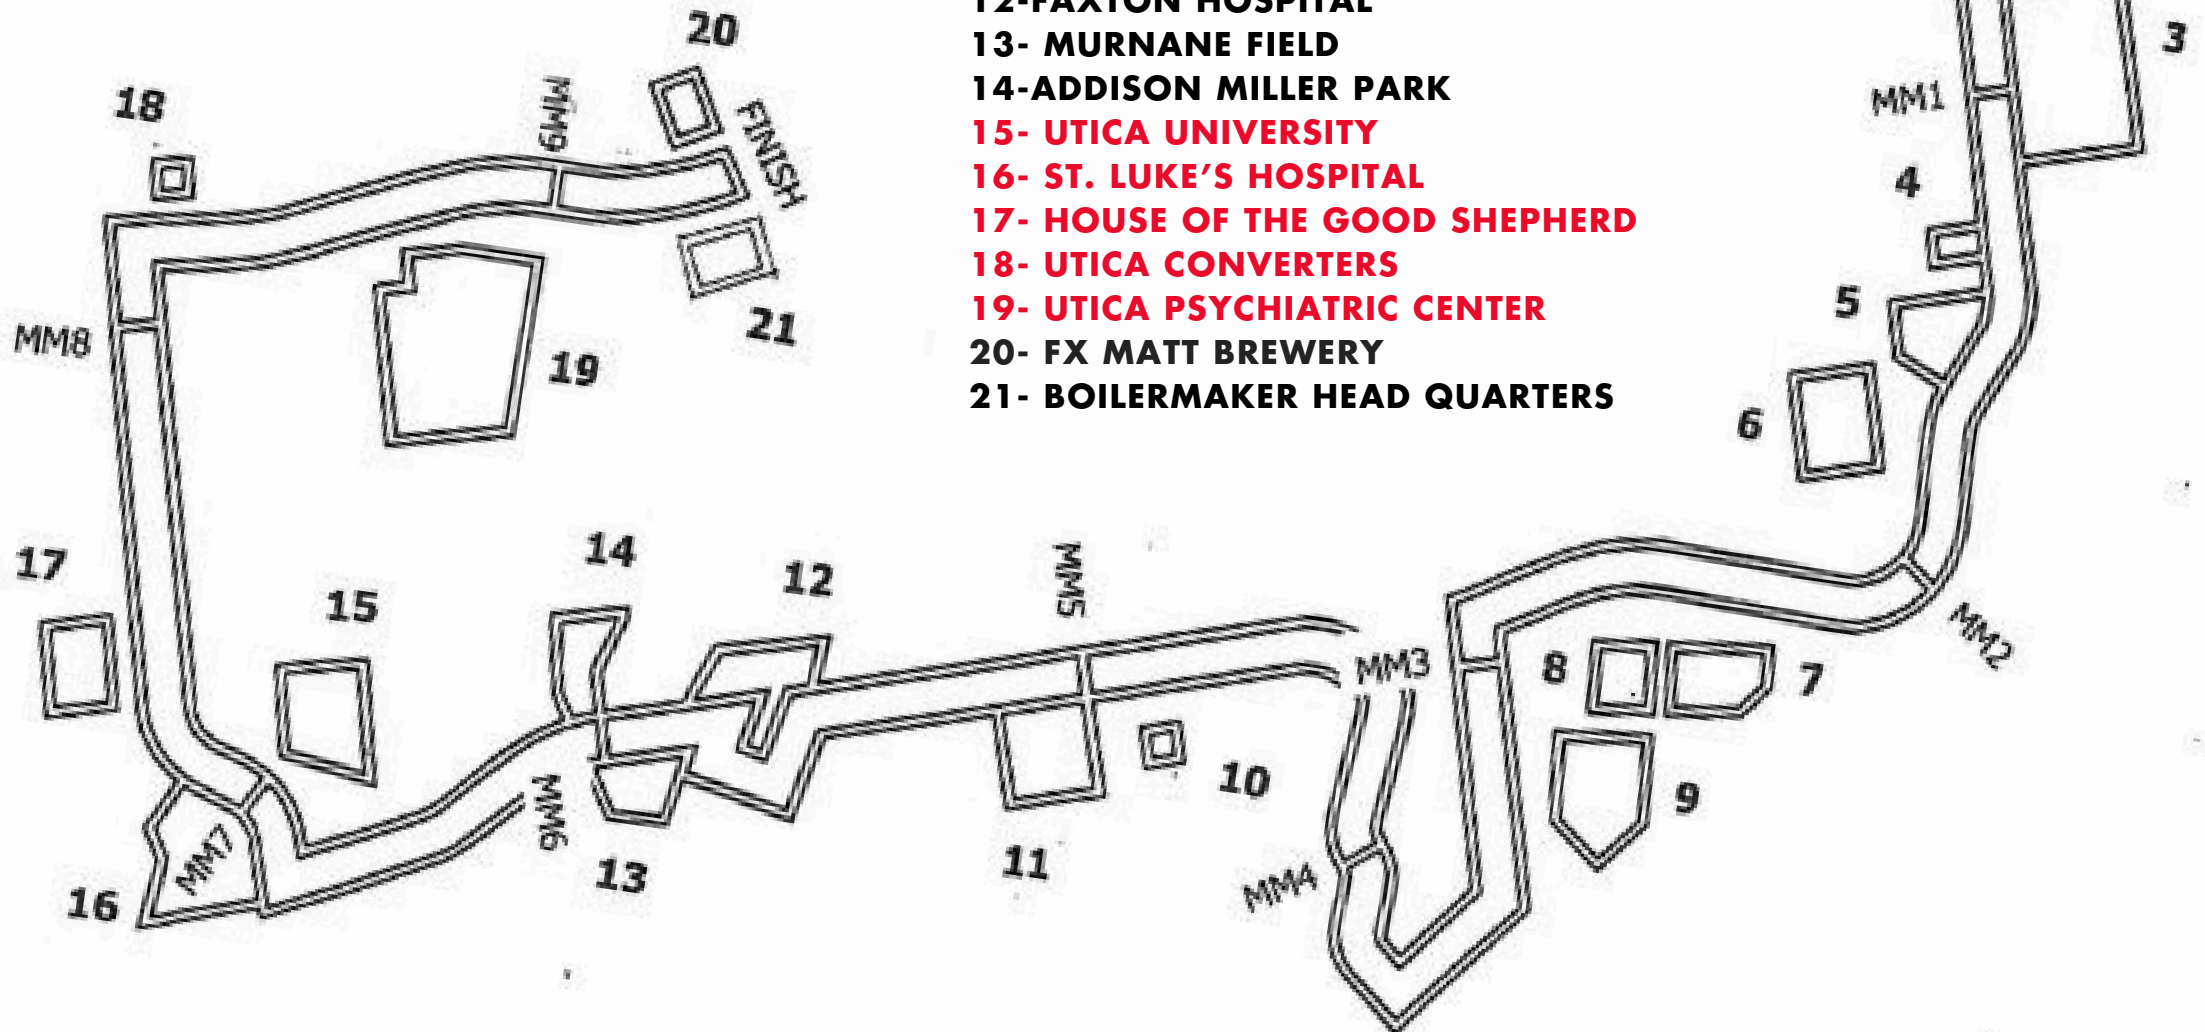 12-FAXTON HOSPITAL
13- MURNANE FIELD
14-ADDISON MILLER PARK
15- UTICA UNIVERSITY
16- ST. LUKE'S HOSPITAL
17- HOUSE OF THE GOOD SHEPHERD
18- UTICA CONVERTERS
19- UTICA PSYCHIATRIC CENTER
20- FX MATT BREWERY
21- BOILERMAKER HEAD QUARTERS
20
3
18
MM9
FINISH
MM1
4
5
21
MM8
19
6
17
14
12
MM5
15
MM2
MM3
8
7
10
9
MM6
11
MM7
13
MM4
16